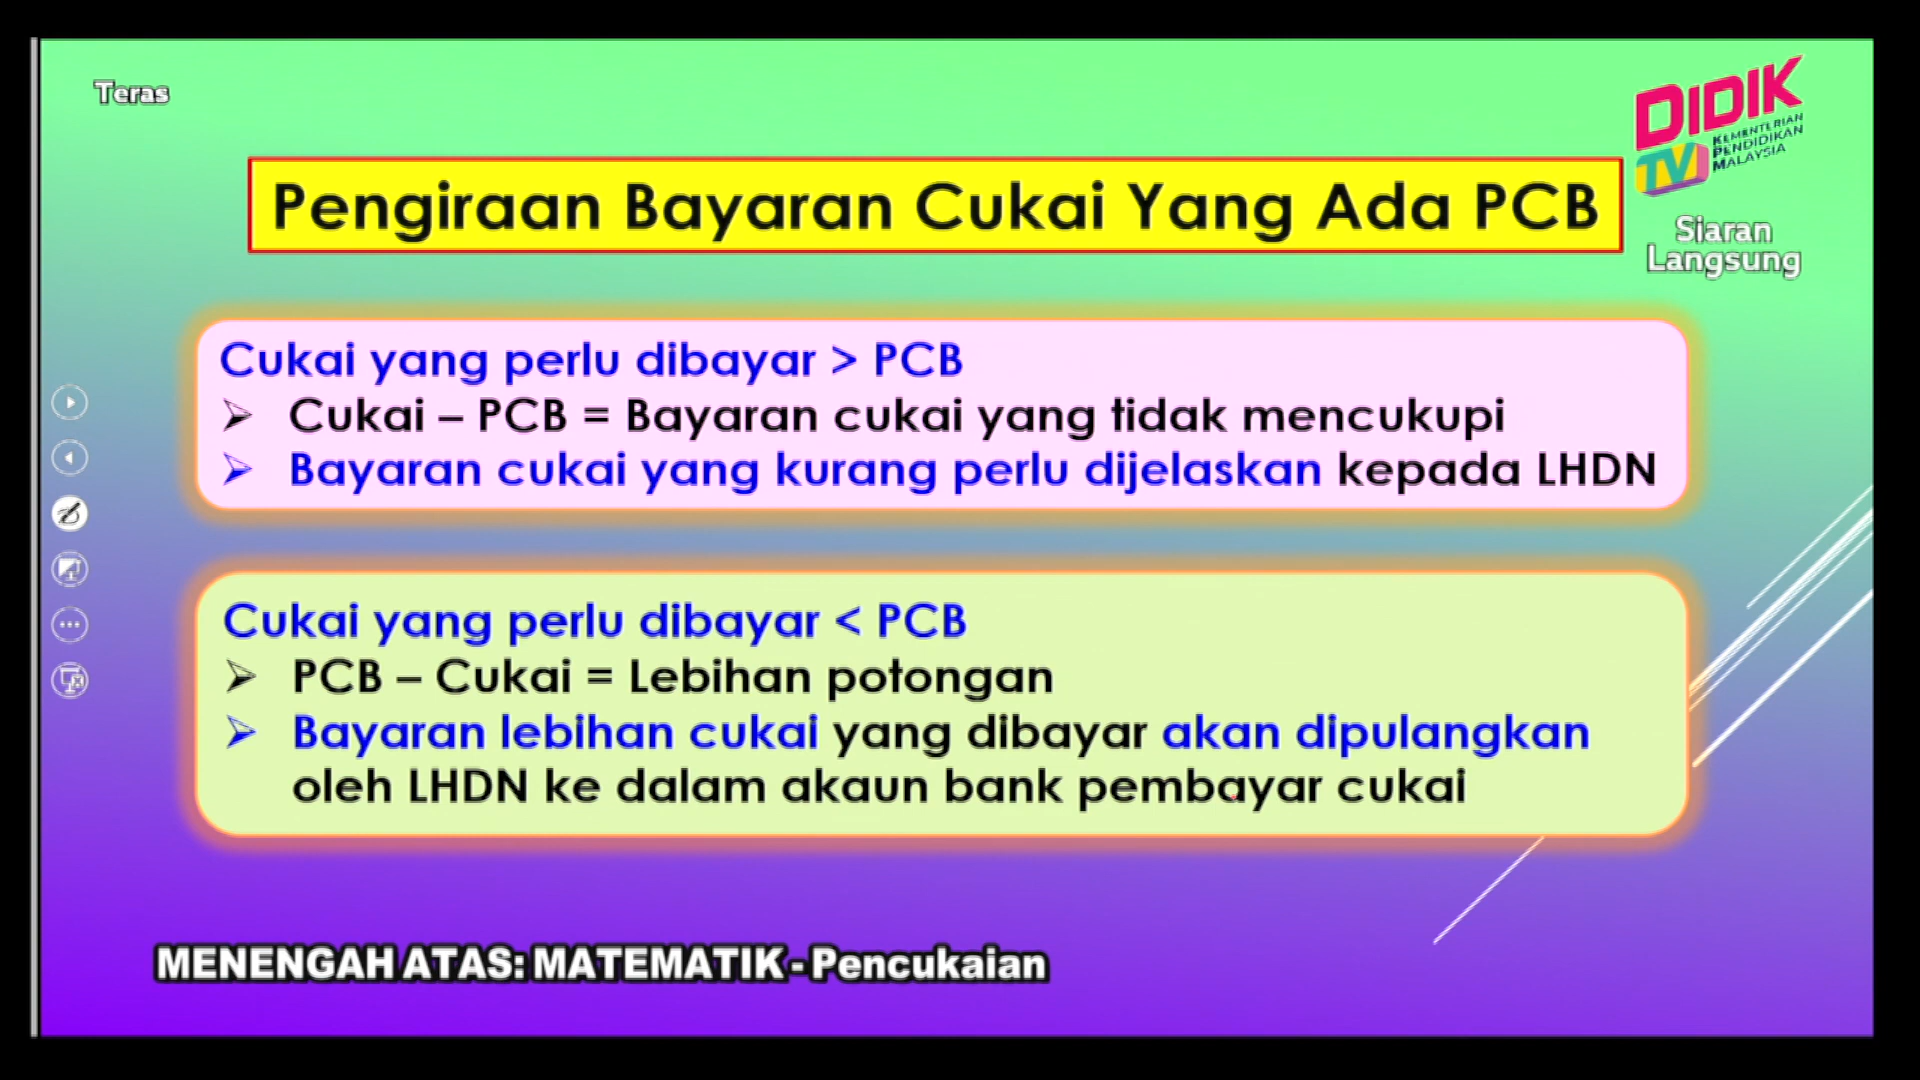 Teras
DIDIK
TV
KEMENTERIAN
PENDIDIKAN
MALAYSIA
Siaran
Langsung
Pengiraan Bayaran Cukai Yang Ada PCB
Cukai yang perlu dibayar > PCB
➢ Cukai – PCB = Bayaran cukai yang tidak mencukupi
➢ Bayaran cukai yang kurang perlu dijelaskan kepada LHDN
Cukai yang perlu dibayar < PCB
➢ PCB – Cukai = Lebihan potongan
➢ Bayaran lebihan cukai yang dibayar akan dipulangkan
oleh LHDN ke dalam akaun bank pembayar cukai
MENENGAH ATAS: MATEMATIK - Pencukaian